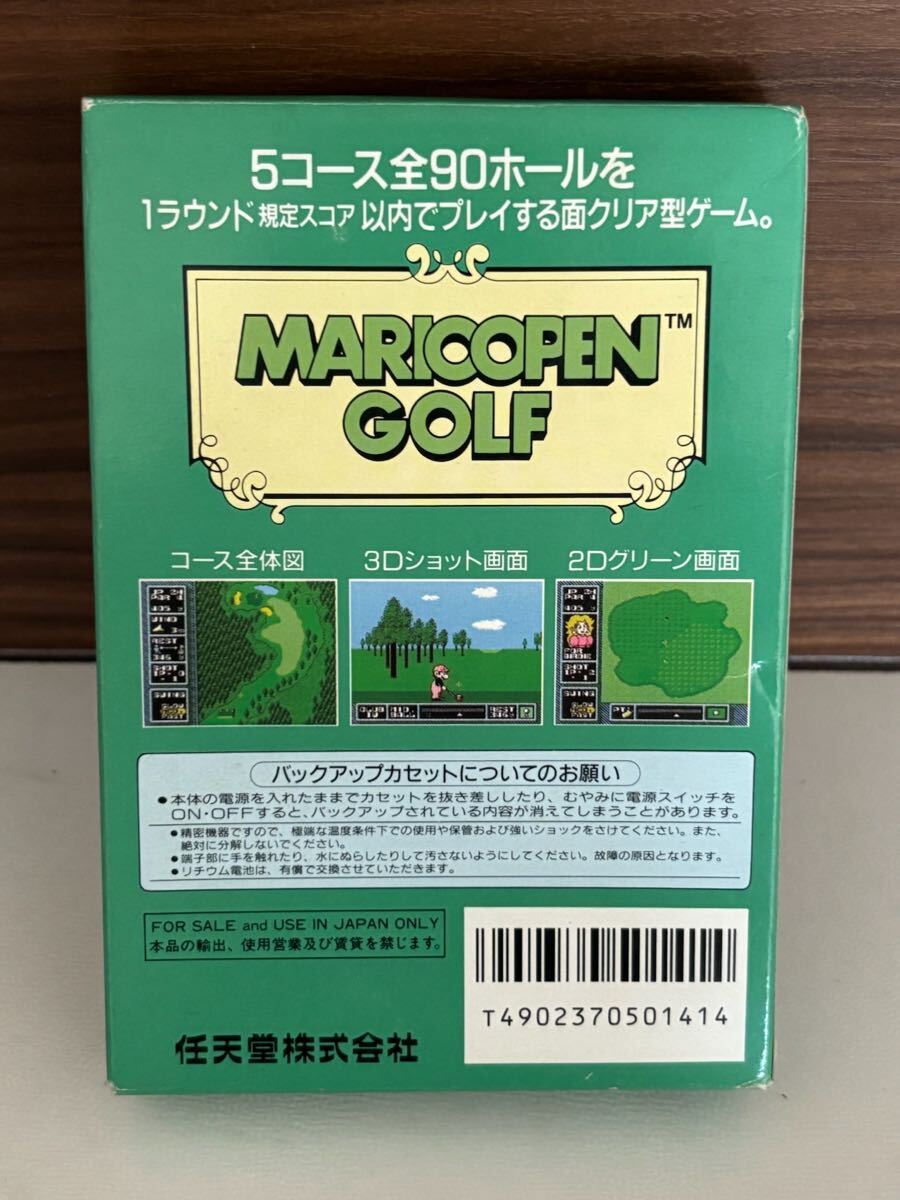 5コース全90ホールを
1ラウンド規定スコア以内でプレイする面クリア型ゲーム。
MARIOOPEN™
GOLF
コース全体図 3Dショット画面 2Dグリーン画面
バックアップカセットについてのお願い
●本体の電源を入れたままでカセットを抜き差ししたり、むやみに電源スイッチを
ON・OFFすると、バックアップされている内容が消えてしまうことがあります。
●精密機器ですので、極端な温度条件下での使用や保管および強いショックをさけてください。また、
絶対に分解しないでください。
●端子部に手を触れたり、水にぬらしたりして汚さないようにしてください。故障の原因となります。
●リチウム電池は、有償で交換させていただきます。
FOR SALE and USE IN JAPAN ONLY
本品の輸出、使用営業及び賃貸を禁じます。
T4902370501414
任天堂株式会社